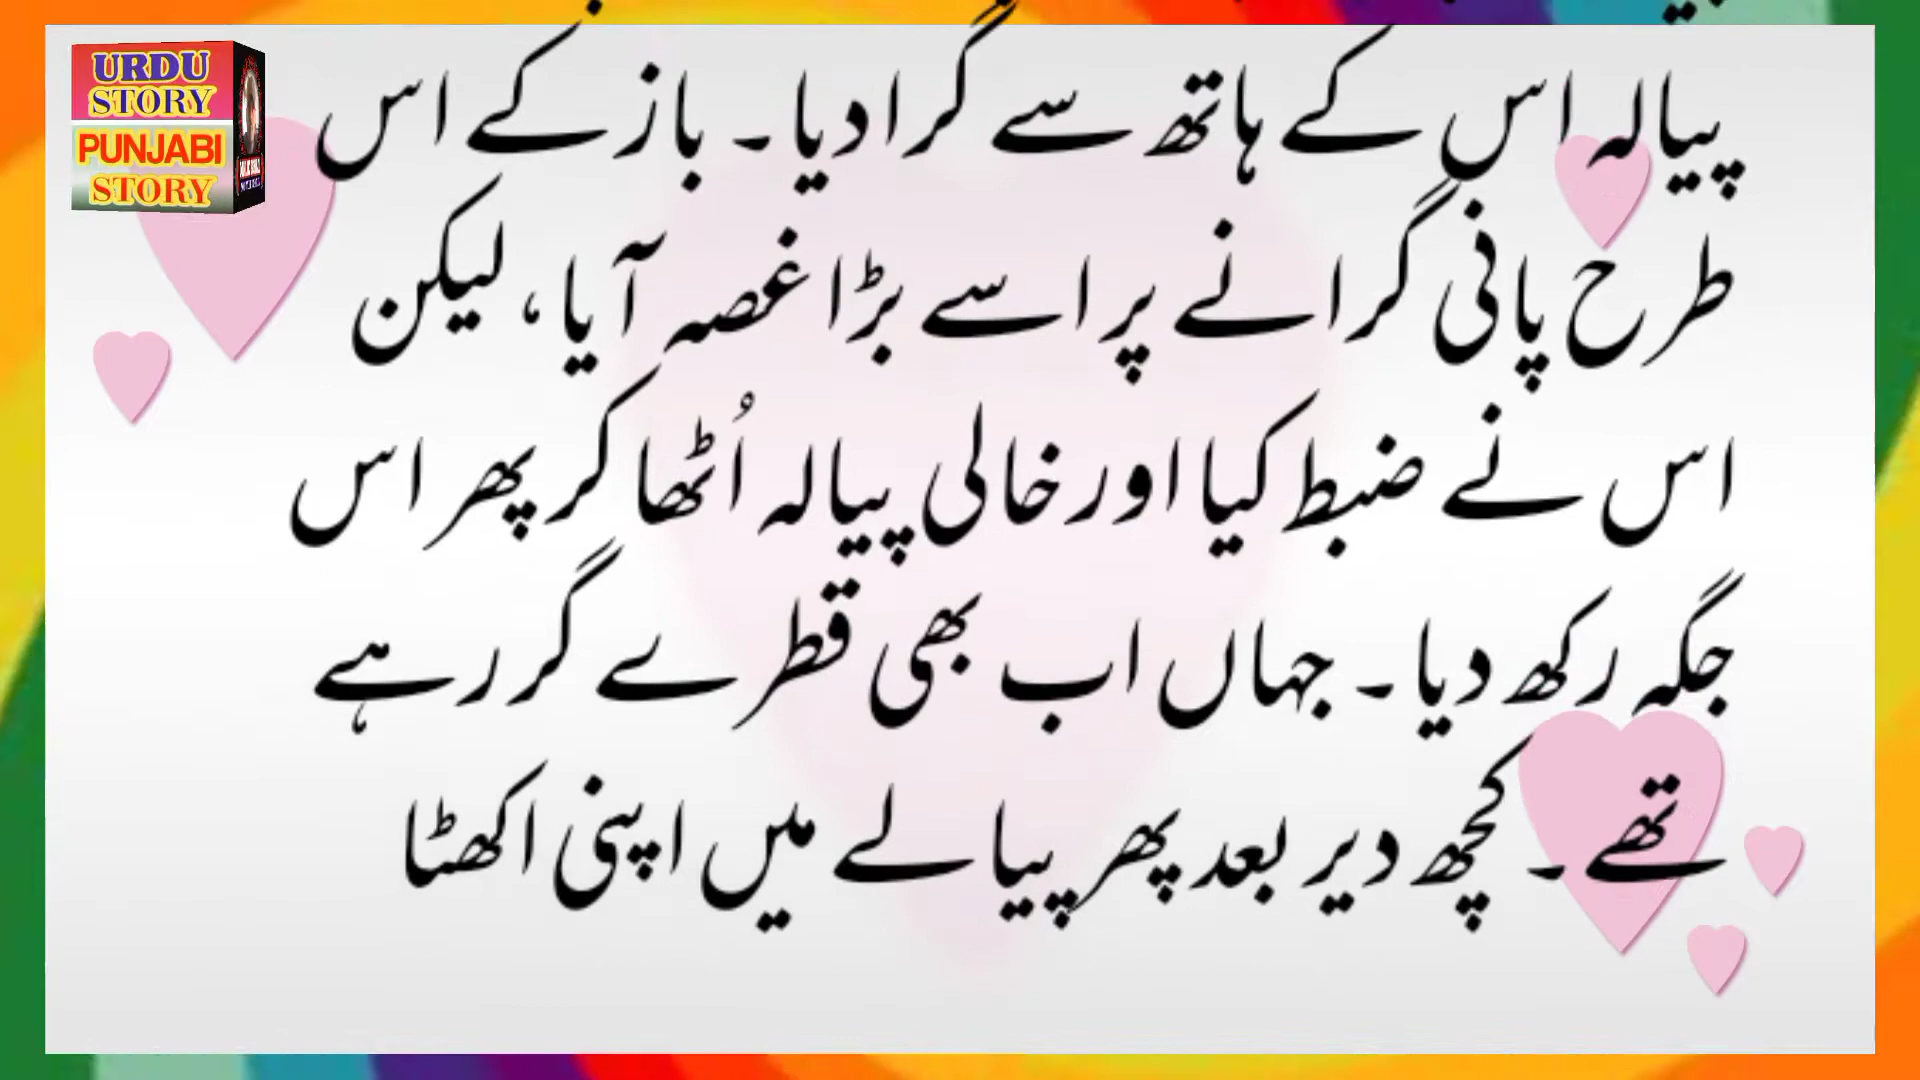 URDU
STORY
PUNJABI
STORY
پیالہ اس کے ہاتھ سے گرا دیا۔ باز کے اس
طرح پانی گرانے پر اسے بڑا غصہ آیا، لیکن
اس نے ضبط کیا اور خالی پیالہ اُٹھا کر پھر اس
جگہ رکھ دیا۔ جہاں اب بھی قطرے گر رہے
تھے۔ کچھ دیر بعد پھر پیالے میں اپنی اکھٹا